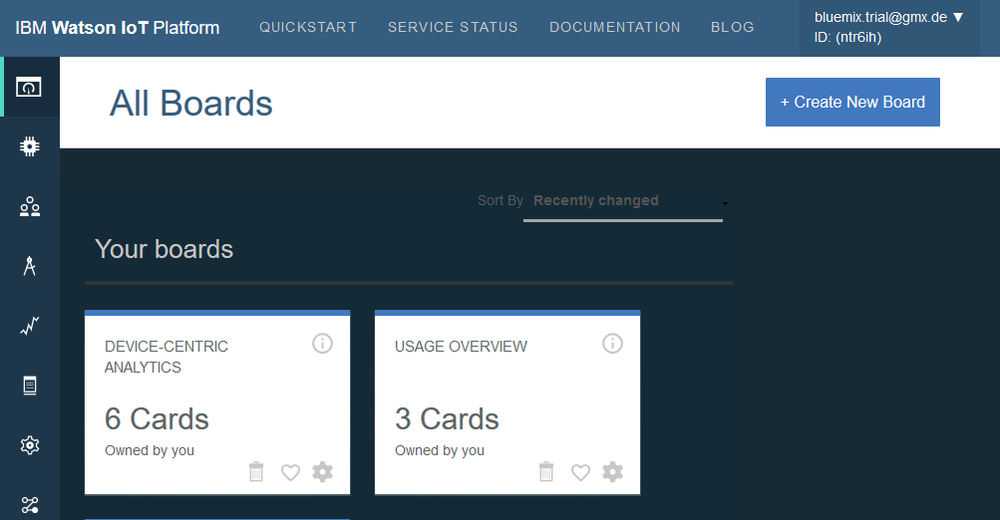 IBM Watson IoT Platform
QUICKSTART
SERVICE STATUS
DOCUMENTATION
BLOG
bluemix.trial@gmx.de ▼
ID: (ntr6ih)
All Boards
+ Create New Board
Sort By
Recently changed
Your boards
DEVICE-CENTRIC
ANALYTICS
6 Cards
Owned by you
USAGE OVERVIEW
3 Cards
Owned by you